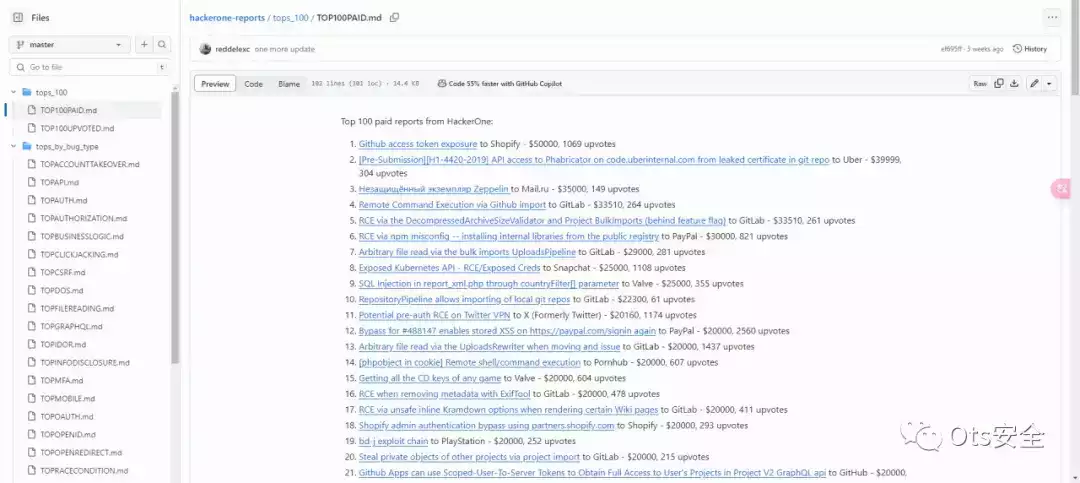 Files
master
Go to file
t
tops_100
TOP100PAID.md
TOP100UPVOTED.md
tops_by_bug_type
TOPACCOUNTTAKEOVER.md
TOPAPI.md
TOPAUTH.md
TOPAUTHORIZATION.md
TOPBUSINESSLOGIC.md
TOPCLICKJACKING.md
TOPCSRF.md
TOPDOS.md
TOPFILEREADING.md
TOPGRAPHQL.md
TOPIDOR.md
TOPINFODISCLOSURE.md
TOPMFA.md
TOPMOBILE.md
TOPOAUTH.md
TOPOPENID.md
TOPOPENREDIRECT.md
TOPRACECONDITION.md
hackerone-reports / tops_100 / TOP100PAID.md
reddelexc one more update
ef695ff · 3 weeks ago History
Preview Code Blame 102 lines (101 loc) · 14.4 KB Code 55% faster with GitHub Copilot Raw
Top 100 paid reports from HackerOne:
1. Github access token exposure to Shopify - $50000, 1069 upvotes
2. [Pre-Submission][H1-4420-2019] API access to Phabricator on code.uberinternal.com from leaked certificate in git repo to Uber - $39999,
304 upvotes
3. Незащищённый экземпляр Zeppelin to Mail.ru - $35000, 149 upvotes
4. Remote Command Execution via Github import to GitLab - $33510, 264 upvotes
5. RCE via the DecompressedArchiveSizeValidator and Project BulkImports (behind feature flag) to GitLab - $33510, 261 upvotes
6. RCE via npm misconfig -- installing internal libraries from the public registry to PayPal - $30000, 821 upvotes
7. Arbitrary file read via the bulk imports UploadsPipeline to GitLab - $29000, 281 upvotes
8. Exposed Kubernetes API - RCE/Exposed Creds to Snapchat - $25000, 1108 upvotes
9. SQL Injection in report_xml.php through countryFilter[] parameter to Valve - $25000, 355 upvotes
10. RepositoryPipeline allows importing of local git repos to GitLab - $22300, 61 upvotes
11. Potential pre-auth RCE on Twitter VPN to X (Formerly Twitter) - $20160, 1174 upvotes
12. Bypass for #488147 enables stored XSS on https://paypal.com/signin again to PayPal - $20000, 2560 upvotes
13. Arbitrary file read via the UploadsRewriter when moving and issue to GitLab - $20000, 1437 upvotes
14. [phpobject in cookie] Remote shell/command execution to Pornhub - $20000, 607 upvotes
15. Getting all the CD keys of any game to Valve - $20000, 604 upvotes
16. RCE when removing metadata with ExifTool to GitLab - $20000, 478 upvotes
17. RCE via unsafe inline Kramdown options when rendering certain Wiki pages to GitLab - $20000, 411 upvotes
18. Shopify admin authentication bypass using partners.shopify.com to Shopify - $20000, 293 upvotes
19. bd-j exploit chain to PlayStation - $20000, 252 upvotes
20. Steal private objects of other projects via project import to GitLab - $20000, 215 upvotes
21. Github Apps can use Scoped-User-To-Server Tokens to Obtain Full Access to User's Projects in Project V2 GraphQL api to GitHub - $20000,
Ots安全